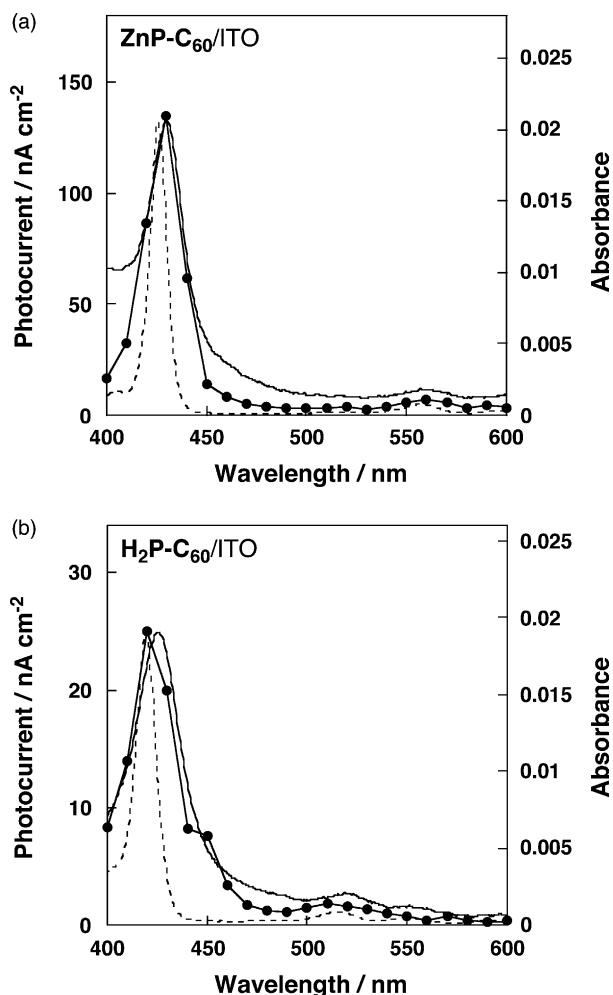 (a)
ZnP-C₆₀/ITO
Photocurrent / nA cm⁻²
150
100
50
0
0.025
0.02
0.015
0.01
0.005
0
Absorbance
400 450 500 550 600
Wavelength / nm
(b)
H₂P-C₆₀/ITO
Photocurrent / nA cm⁻²
30
20
10
0
0.025
0.02
0.015
0.01
0.005
0
Absorbance
400 450 500 550 600
Wavelength / nm